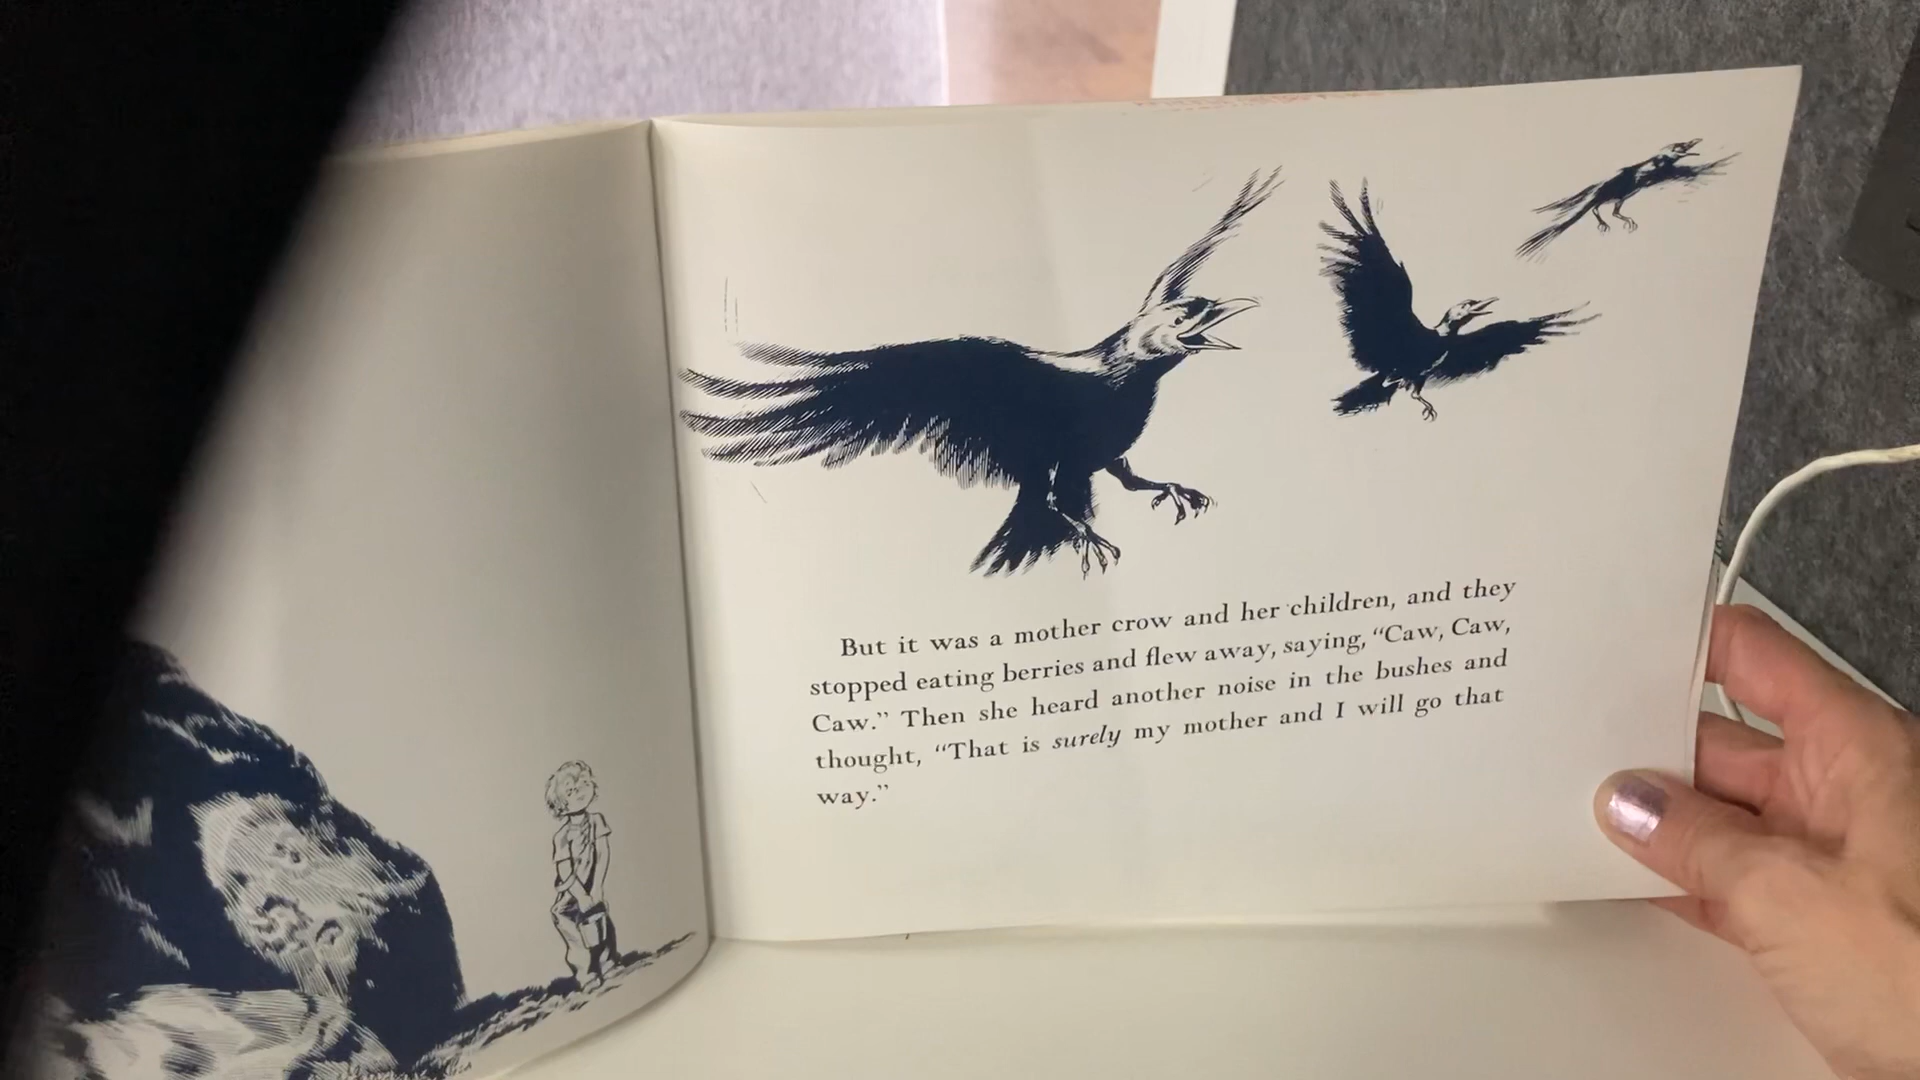 But it was a mother crow and her children, and they
stopped eating berries and flew away, saying, “Caw, Caw,
Caw.” Then she heard another noise in the bushes and
thought, “That is surely my mother and I will go that
way.”